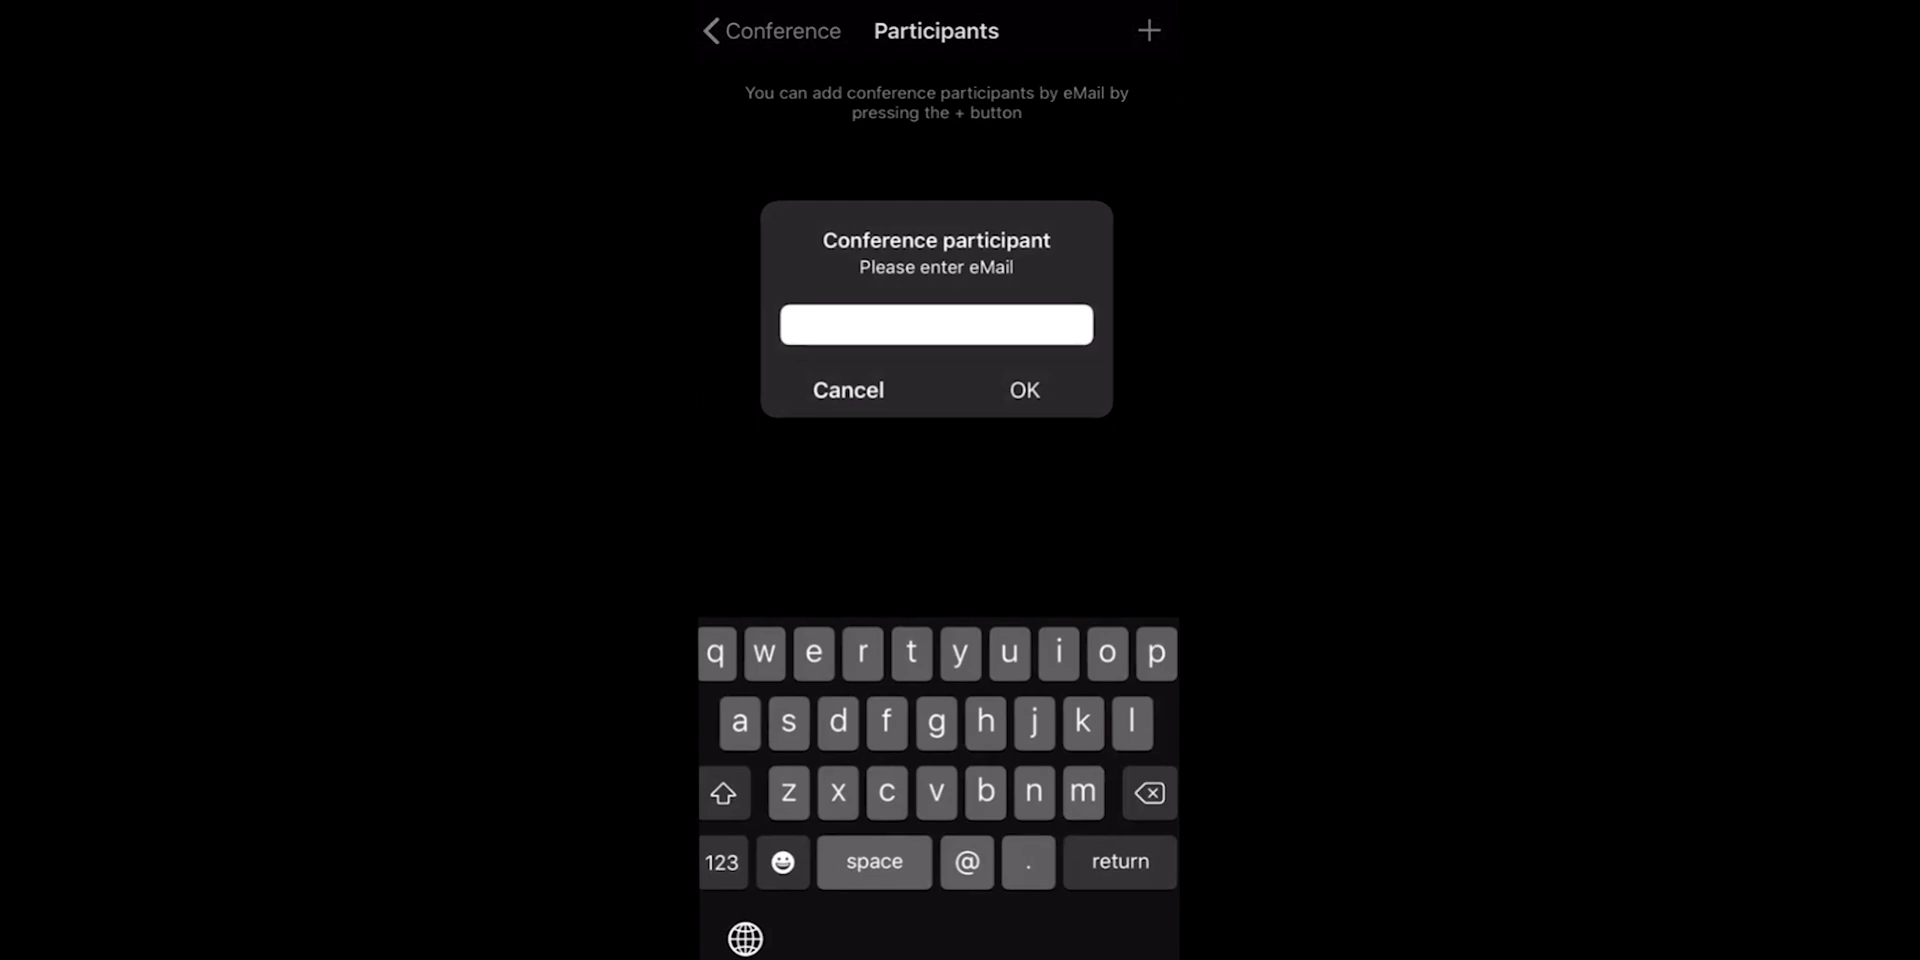 Conference Participants
You can add conference participants by eMail by
pressing the + button
Conference participant
Please enter eMail
Cancel OK
q w e r t y u i o p
a s d f g h j k l
z x c v b n m
123 space @ . return